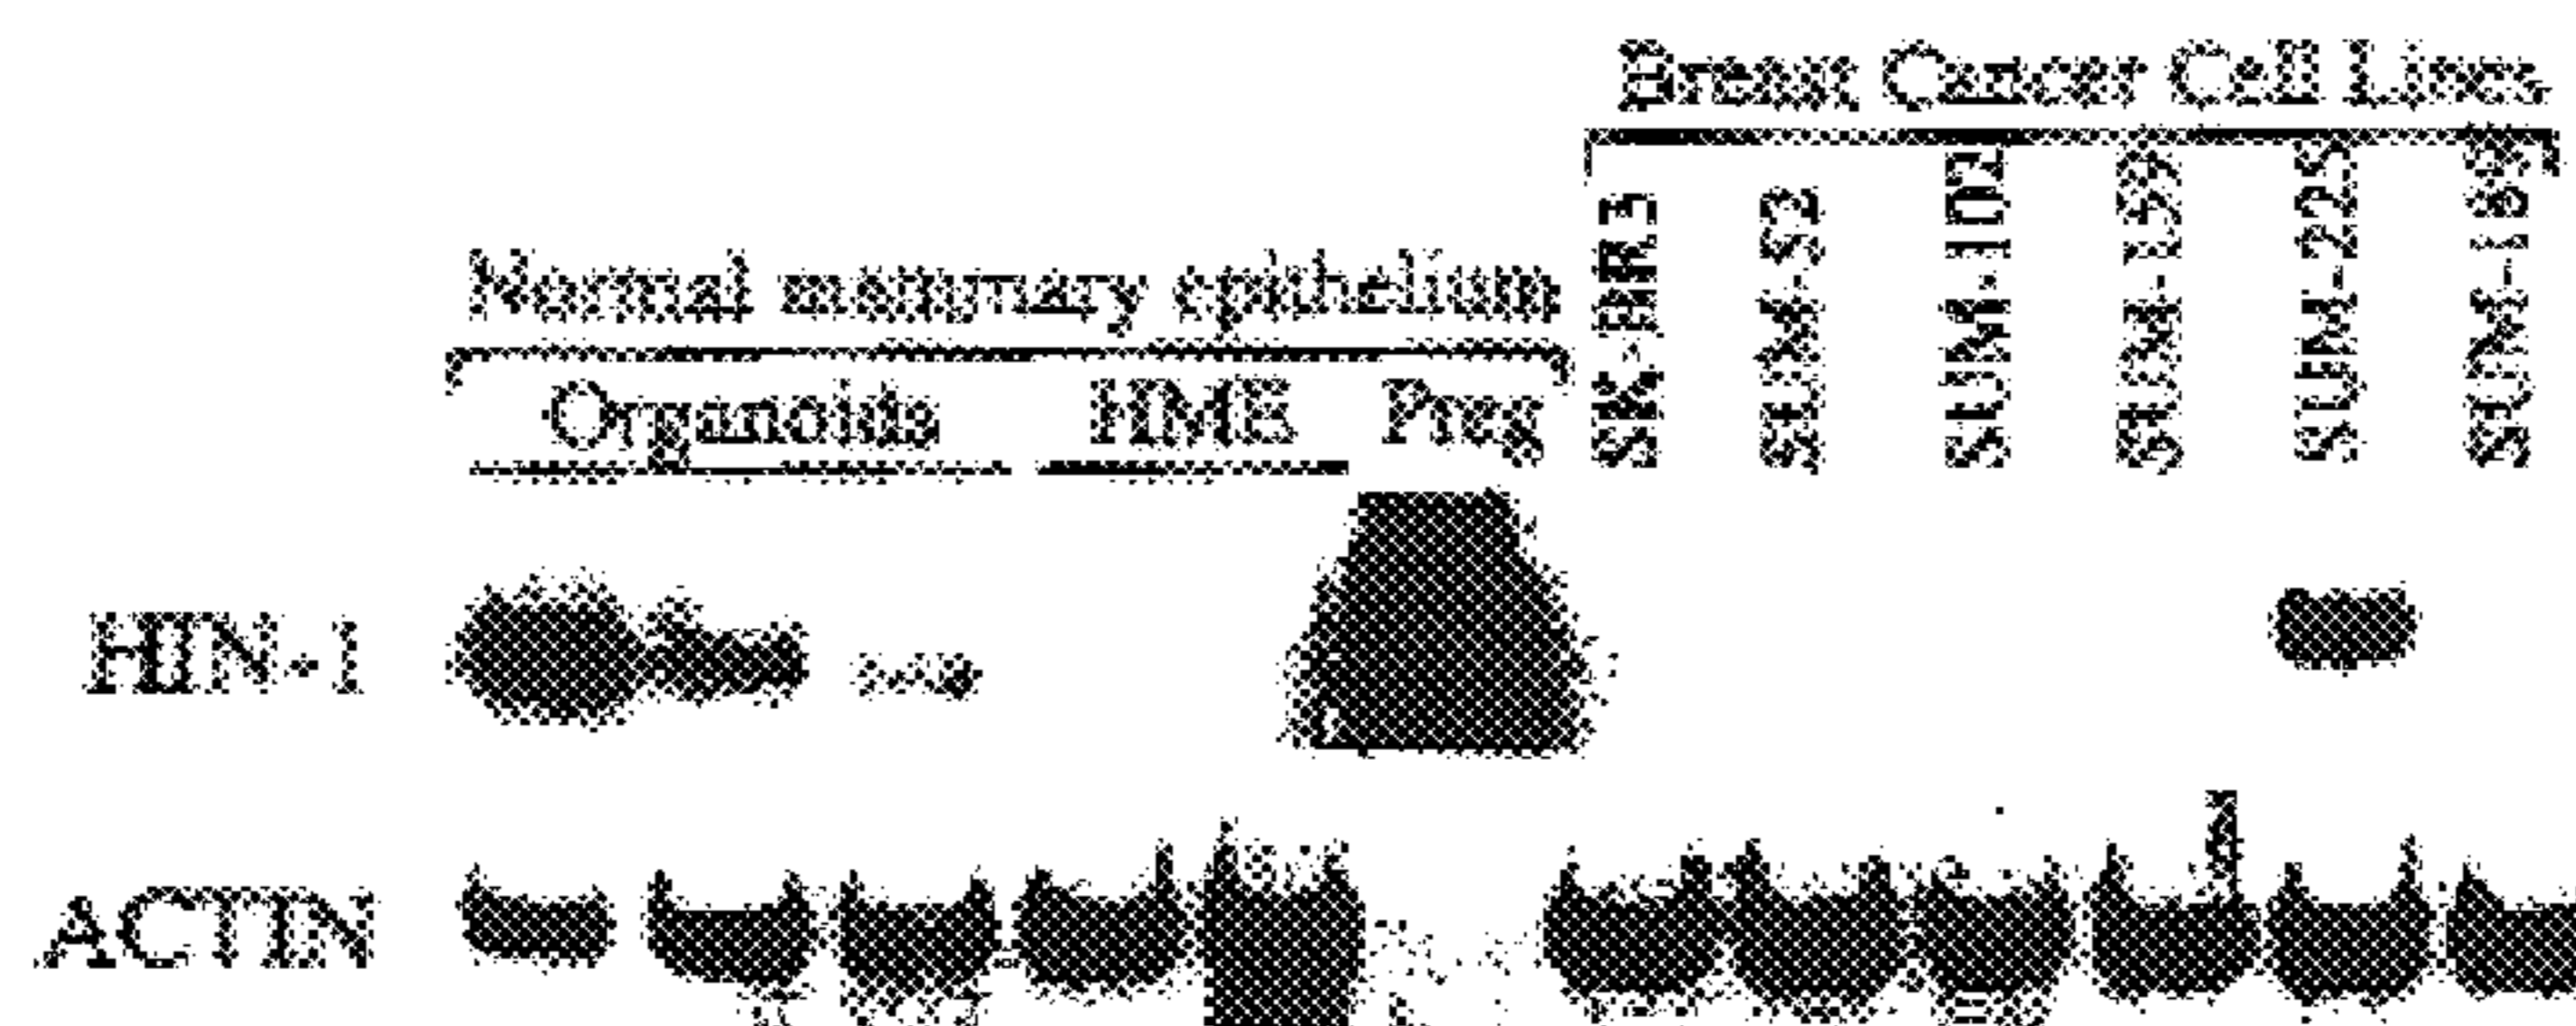 Breast Cancer Cell Lines
Normal mammary epithelium
Organoids HME Preg SK-BR3 SUM-52 SUM-102 SUM-159 SUM-225 SUM-185
HIN-1
ACTIN